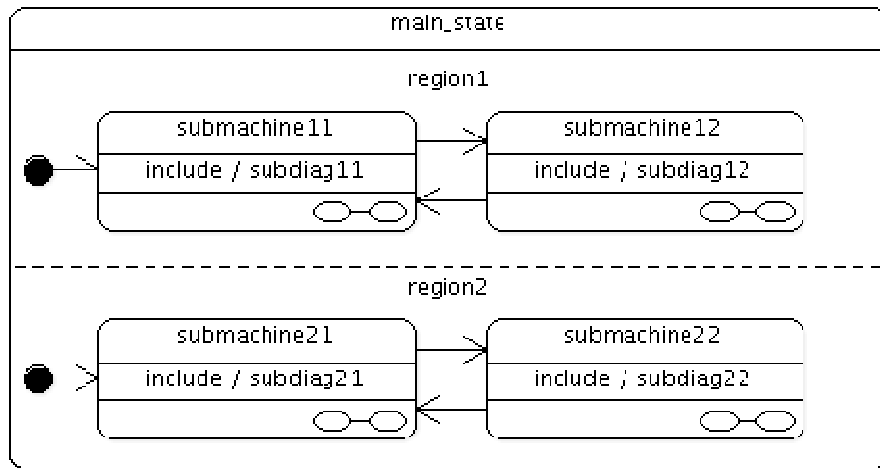 main_state
region1
submachine11
submachine12
include / subdiag11
include / subdiag12
region2
submachine21
submachine22
include / subdiag21
include / subdiag22